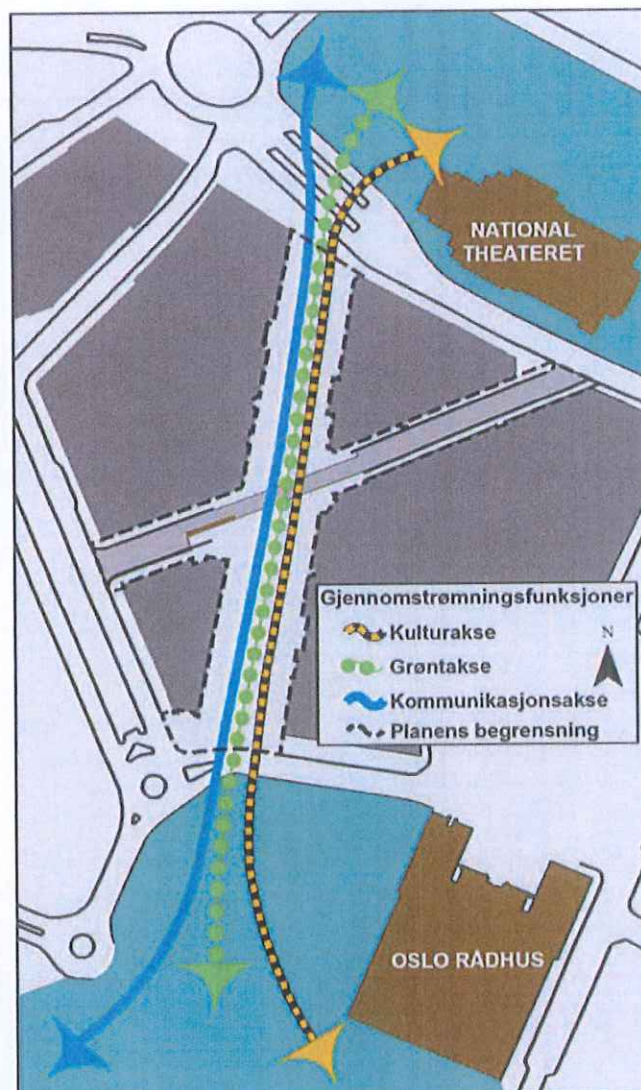 NATIONAL
THEATERET
Gjennomstrømningsfunksjoner
Kulturakse
N
Grøntakse
Kommunikasjonsakse
Planens begrensning
OSLO RÅDHUS